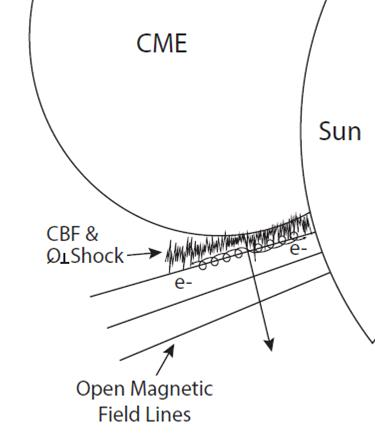 CME
Sun
CBF &
Q⊥Shock
e-
e-
Open Magnetic
Field Lines